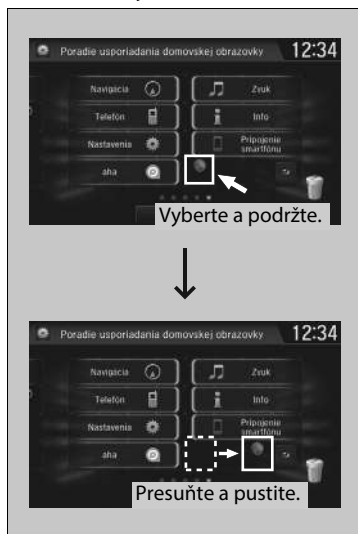 Poradie usporiadania domovskej obrazovky 12:34
Navigácia Zvuk
Telefón Info
Nastavenia Pripojenie
smartfónu
aha
Vyberte a podržte.
Poradie usporiadania domovskej obrazovky 12:34
Navigácia Zvuk
Telefón Info
Nastavenia Pripojenie
smartfónu
aha
Presuňte a pustite.